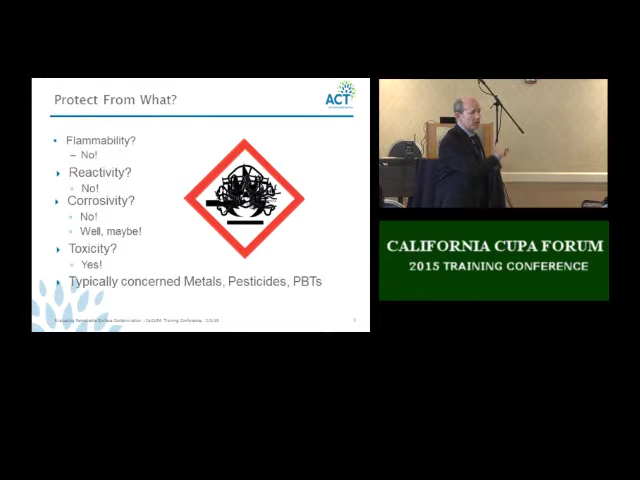 Protect From What?
ACT
• Flammability?
– No!
Reactivity?
No!
Corrosivity?
No!
Well, maybe!
Toxicity?
Yes!
Typically concerned Metals, Pesticides, PBTs
CALIFORNIA CUPA FORUM
2015 TRAINING CONFERENCE